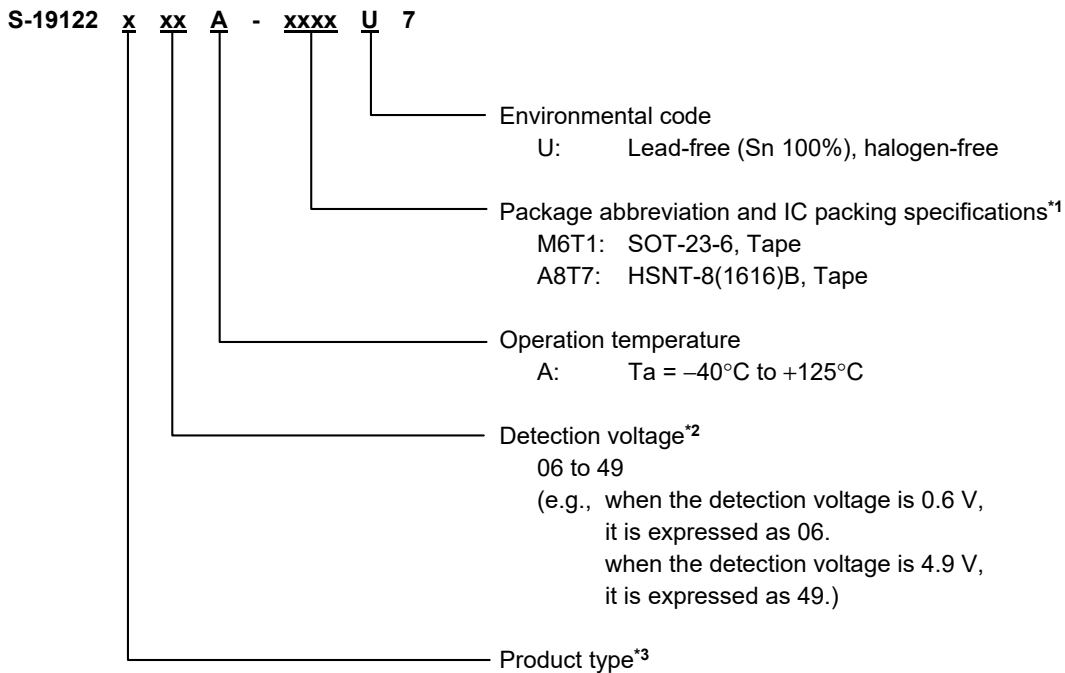 S-19122 x xx A - xxxx U 7
Environmental code
U: Lead-free (Sn 100%), halogen-free
Package abbreviation and IC packing specifications*1
M6T1: SOT-23-6, Tape
A8T7: HSNT-8(1616)B, Tape
Operation temperature
A: Ta = −40°C to +125°C
Detection voltage*2
06 to 49
(e.g., when the detection voltage is 0.6 V,
it is expressed as 06.
when the detection voltage is 4.9 V,
it is expressed as 49.)
Product type*3